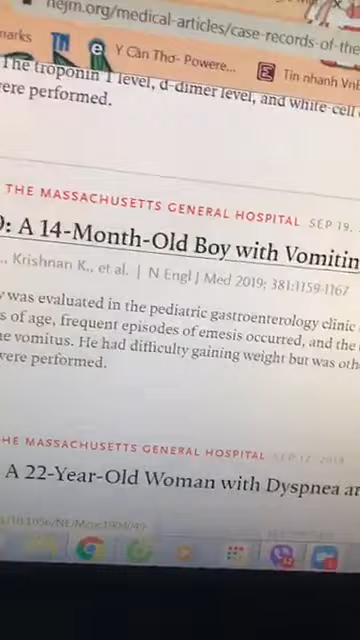 nejm.org/medical-articles/case-records-of-the
marks
Y Cần Thơ- Powere...
Tin nhanh VnE
The troponin T level, d-dimer level, and white-cell
were performed.
THE MASSACHUSETTS GENERAL HOSPITAL SEP 19,
: A 14-Month-Old Boy with Vomitin
., Krishnan K., et al. | N Engl J Med 2019; 381:1159-1167
y was evaluated in the pediatric gastroenterology clinic
s of age, frequent episodes of emesis occurred, and the
e vomitus. He had difficulty gaining weight but was oth
were performed.
HE MASSACHUSETTS GENERAL HOSPITAL SEP 12, 2019
A 22-Year-Old Woman with Dyspnea an